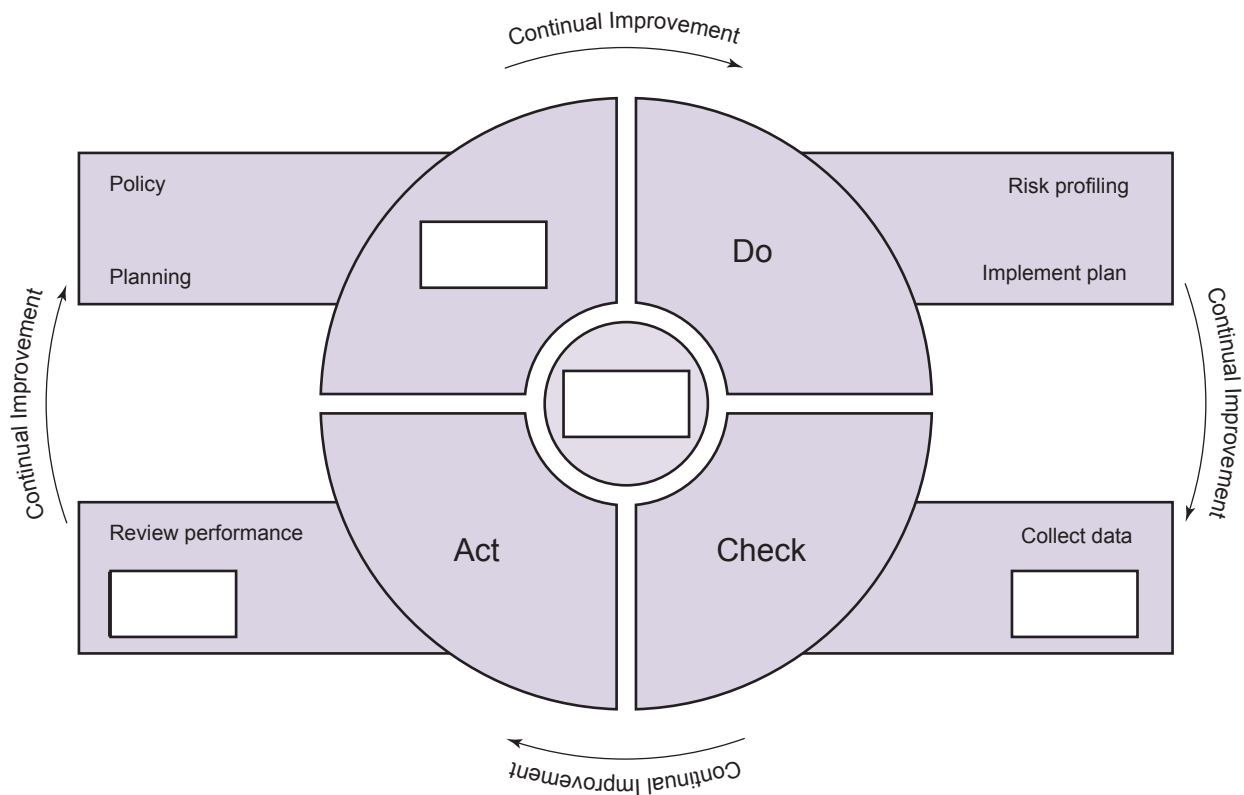 Continual Improvement
Policy
Risk profiling
Do
Planning
Implement plan
Continual Improvement
Continual Improvement
Review performance
Act
Check
Collect data
Continual Improvement